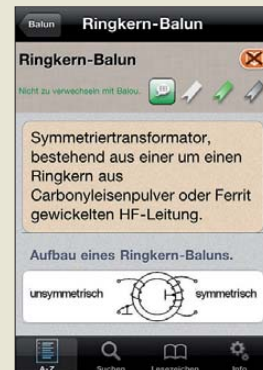 Balun
Ringkern-Balun
Ringkern-Balun
Nicht zu verwechseln mit Balou.
Symmetriertransformator,
bestehend aus einer um einen
Ringkern aus
Carbonyleisenpulver oder Ferrit
gewickelten HF-Leitung.
Aufbau eines Ringkern-Baluns.
unsymmetrisch
symmetrisch
A-Z
Suchen
Lesezeichen
Info